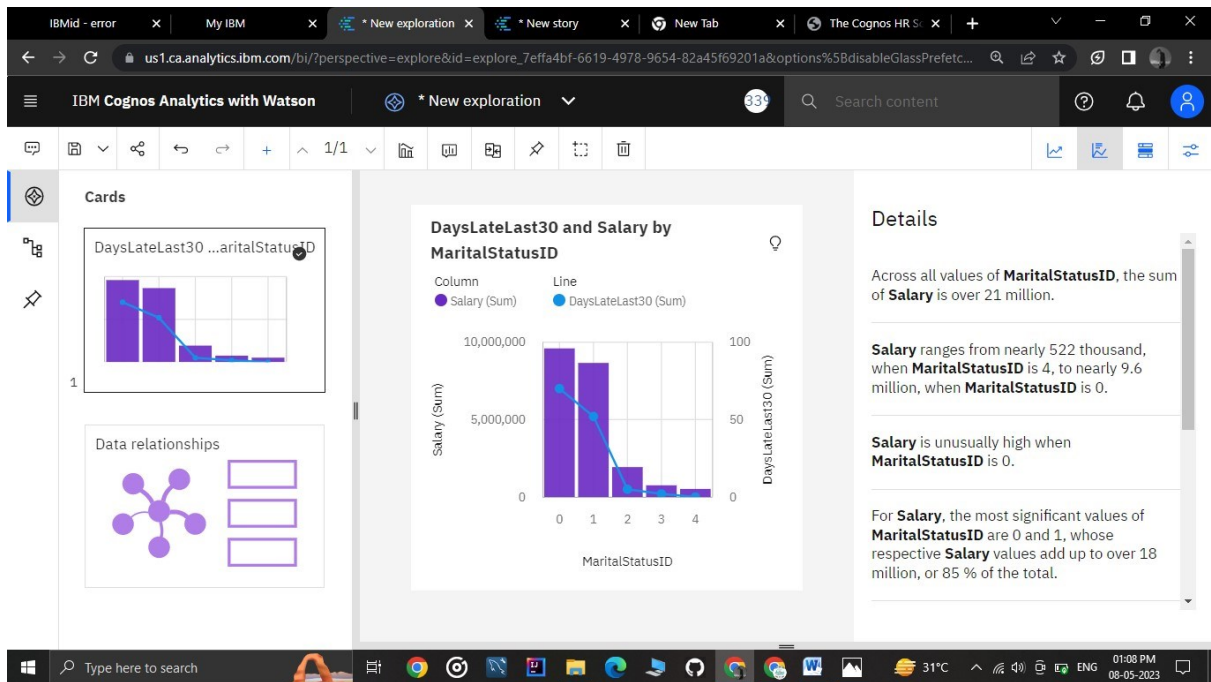 IBMid - error
My IBM
* New exploration
* New story
New Tab
The Cognos HR Sc
us1.ca.analytics.ibm.com/bi/?perspective=explore&id=explore_7effa4bf-6619-4978-9654-82a45f69201a&options%5BdisableGlassPrefetc...
IBM Cognos Analytics with Watson
* New exploration
339
Search content
1/1
Cards
DaysLateLast30 ...aritalStatusID
1
Data relationships
DaysLateLast30 and Salary by
MaritalStatusID
Column
Line
Salary (Sum)
DaysLateLast30 (Sum)
10,000,000
5,000,000
0
Salary (Sum)
100
50
0
DaysLateLast30 (Sum)
0 1 2 3 4
MaritalStatusID
Details
Across all values of MaritalStatusID, the sum
of Salary is over 21 million.
Salary ranges from nearly 522 thousand,
when MaritalStatusID is 4, to nearly 9.6
million, when MaritalStatusID is 0.
Salary is unusually high when
MaritalStatusID is 0.
For Salary, the most significant values of
MaritalStatusID are 0 and 1, whose
respective Salary values add up to over 18
million, or 85 % of the total.
Type here to search
31°C
ENG
01:08 PM
08-05-2023